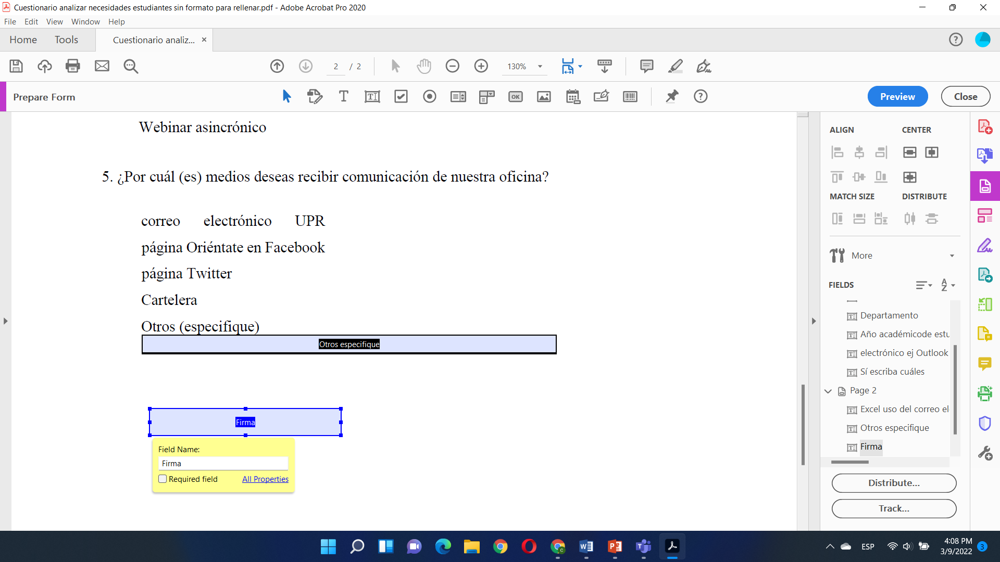 Cuestionario analizar necesidades estudiantes sin formato para rellenar.pdf - Adobe Acrobat Pro 2020
File Edit View Window Help
Home Tools Cuestionario analiz... ×
2 / 2 130%
Prepare Form OK Preview Close
Webinar asincrónico
5. ¿Por cuál (es) medios deseas recibir comunicación de nuestra oficina?
correo electrónico UPR
página Oriéntate en Facebook
página Twitter
Cartelera
Otros (especifique)
Otros especifique
Firma
Field Name:
Firma
Required field All Properties
ALIGN CENTER
MATCH SIZE DISTRIBUTE
More
FIELDS
Departamento
Año académicode estu
electrónico ej Outlook
Sí escriba cuáles
Page 2
Excel uso del correo el
Otros especifique
Firma
Distribute...
Track...
ESP
4:08 PM
3/9/2022 3